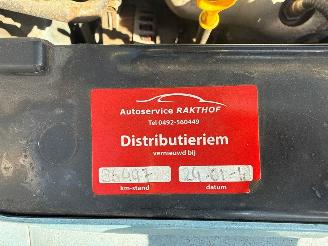 Autoservice RAKTHOF
Tel 0492-560449
Distributieriem
vernieuwd bij
km-stand
datum